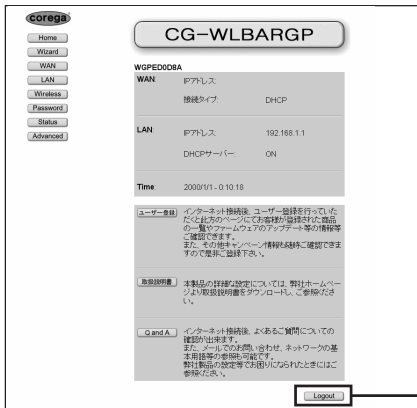 corega
Home
Wizard
WAN
LAN
Wireless
Password
Status
Advanced
CG-WLBARGP
WGPED0D8A
WAN: IPアドレス:
接続タイプ: DHCP
LAN: IPアドレス: 192.168.1.1
DHCPサーバー: ON
Time: 2000/1/1 - 0:10:18
ユーザー登録 インターネット接続後、ユーザー登録を行っていた
だくと此方のページにてお客様が登録された商品
の一覧やファームウェアのアップデート等の情報等
ご確認できます。
また、その他キャンペーン情報も随時ご確認できま
すので是非ご登録下さい。
取扱説明書 本製品の詳細な設定については、弊社ホームペー
ジより取扱説明書をダウンロードし、ご参照くださ
い。
Q and A インターネット接続後、よくあるご質問についての
確認が出来ます。
また、メールでのお問い合わせ、ネットワークの基
本用語等の参照も可能です。
弊社製品の設定等でお困りになられたときにはご
参照ください。
Logout